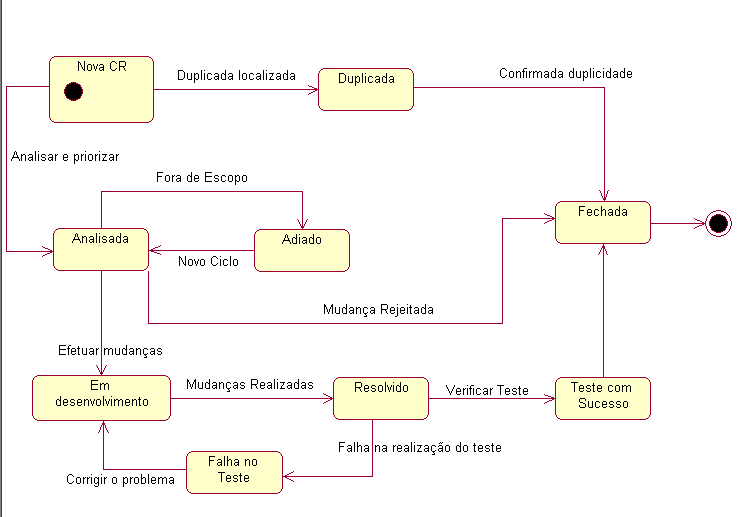 Nova CR
Duplicada localizada
Duplicada
Confirmada duplicidade
Analisar e priorizar
Fora de Escopo
Analisada
Adiado
Fechada
Novo Ciclo
Mudança Rejeitada
Efetuar mudanças
Em
desenvolvimento
Mudanças Realizadas
Resolvido
Verificar Teste
Teste com
Sucesso
Falha na realização do teste
Falha no
Teste
Corrigir o problema